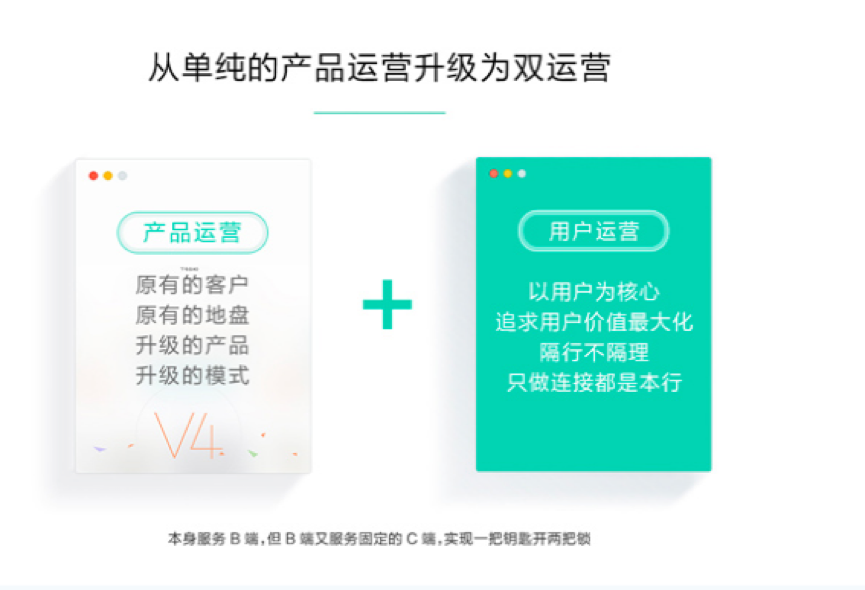 从单纯的产品运营升级为双运营
产品运营
原有的客户
原有的地盘
升级的产品
升级的模式
V4
用户运营
以用户为核心
追求用户价值最大化
隔行不隔理
只做连接都是本行
本身服务 B 端,但 B 端又服务固定的 C 端,实现一把钥匙开两把锁